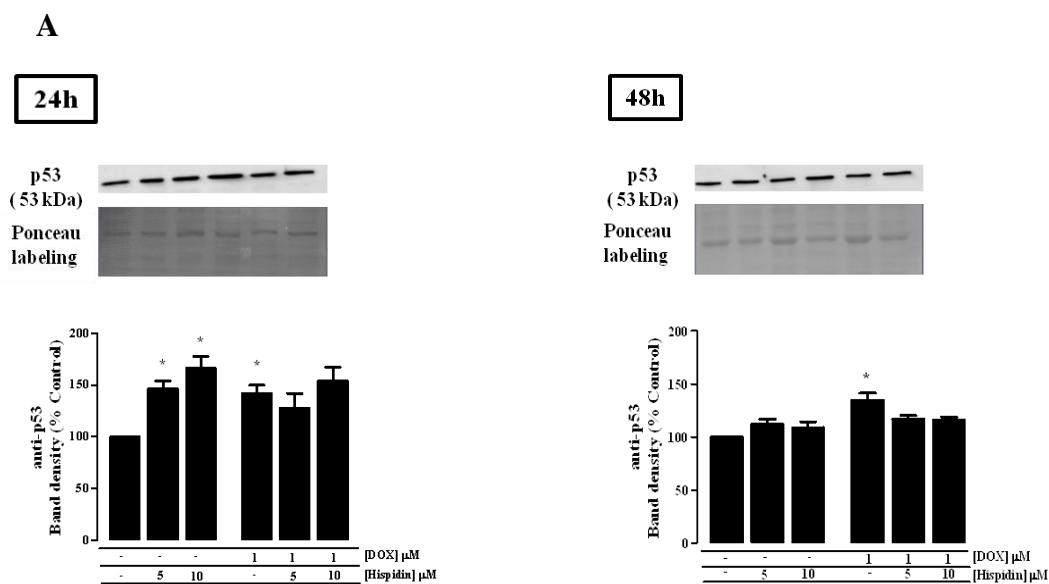 A
24h
p53
( 53 kDa)
Ponceau
labeling
anti-p53
Band density (% Control)
200
150
100
50
0
*
*
*
- - - 1 1 1 [DOX] µM
- 5 10 - 5 10 [Hispidin] µM
48h
p53
( 53 kDa)
Ponceau
labeling
anti-p53
Band density (% Control)
200
150
100
50
0
*
- - - 1 1 1 [DOX] µM
- 5 10 - 5 10 [Hispidin] µM